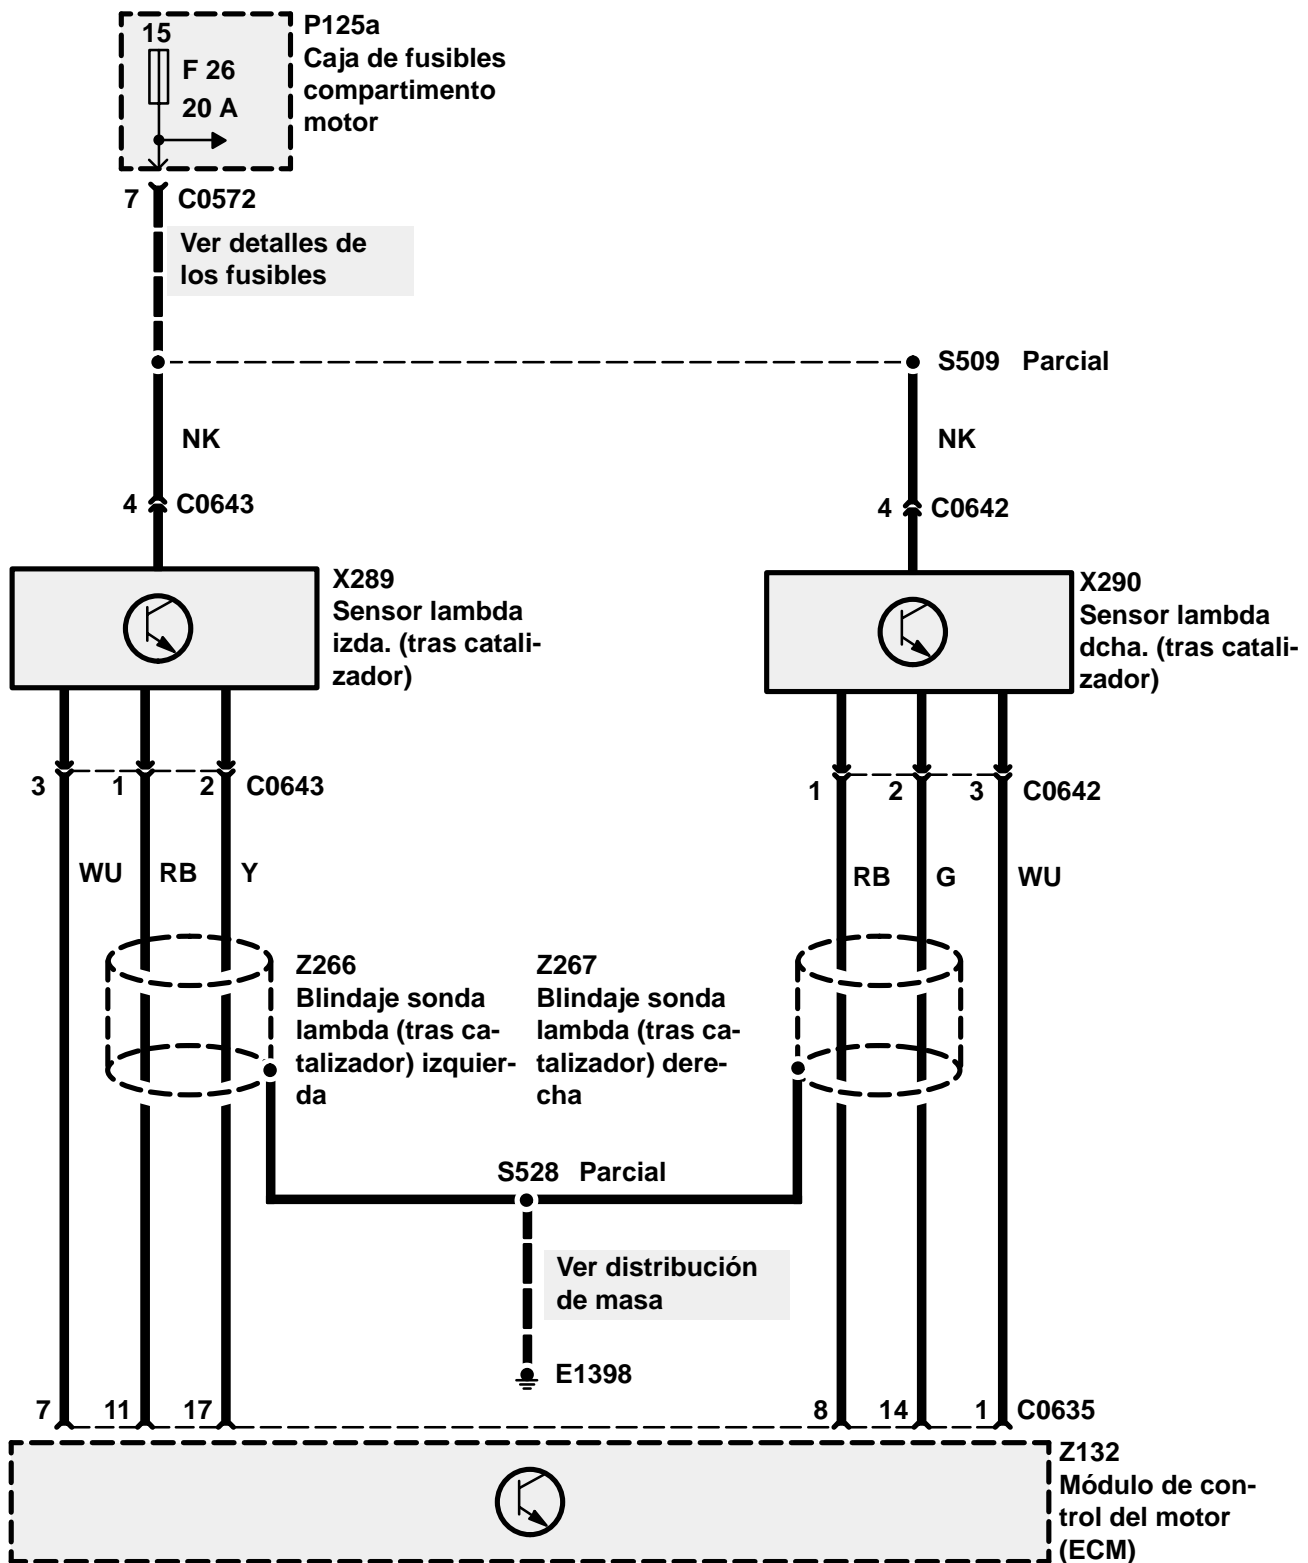 15
F 26
20 A
P125a
Caja de fusibles
compartimento
motor
7 C0572
Ver detalles de
los fusibles
S509 Parcial
NK
NK
4 C0643
4 C0642
X289
Sensor lambda
izda. (tras catali-
zador)
X290
Sensor lambda
dcha. (tras catali-
zador)
3 1 2 C0643
1 2 3 C0642
WU RB Y
RB G WU
Z266
Blindaje sonda
lambda (tras ca-
talizador) izquier-
da
Z267
Blindaje sonda
lambda (tras ca-
talizador) dere-
cha
S528 Parcial
Ver distribución
de masa
E1398
7 11 17
8 14 1 C0635
Z132
Módulo de con-
trol del motor
(ECM)